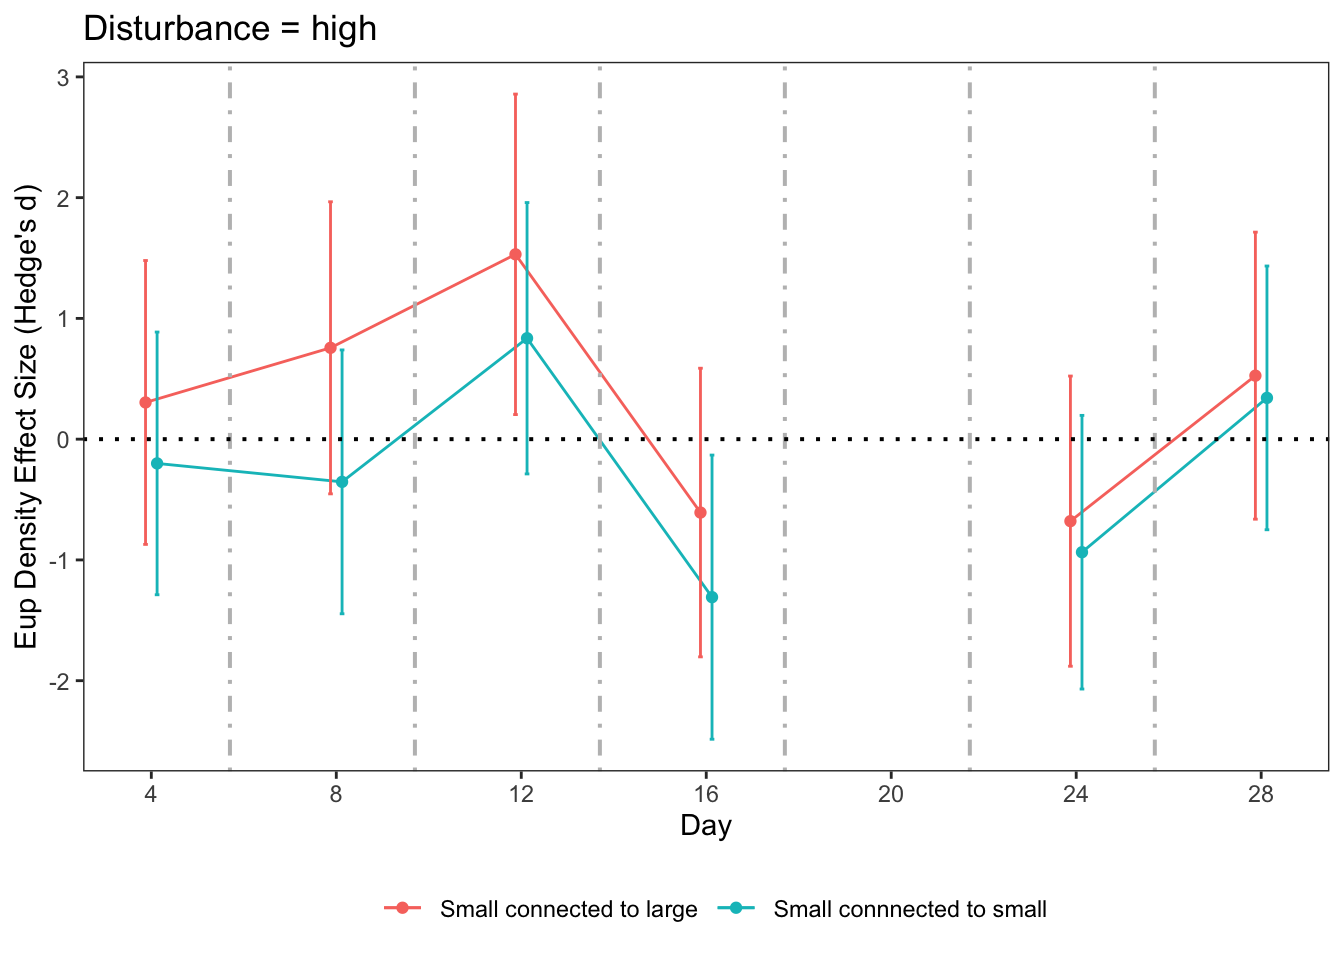 Disturbance = high
Eup Density Effect Size (Hedge's d)
3
2
1
0
-1
-2
4 8 12 16 20 24 28
Day
Small connected to large
Small connnected to small